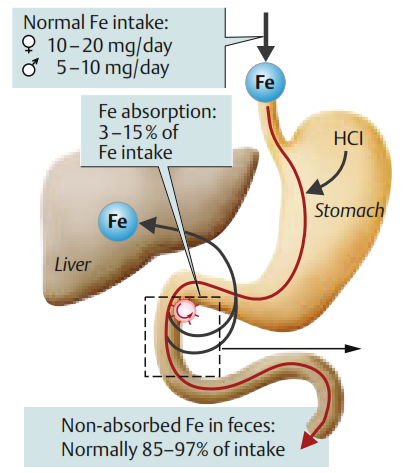 Normal Fe intake:
♀ 10–20 mg/day
♂ 5–10 mg/day
Fe
Fe absorption:
3–15% of
Fe intake
HCl
Stomach
Fe
Liver
Non-absorbed Fe in feces:
Normally 85–97% of intake